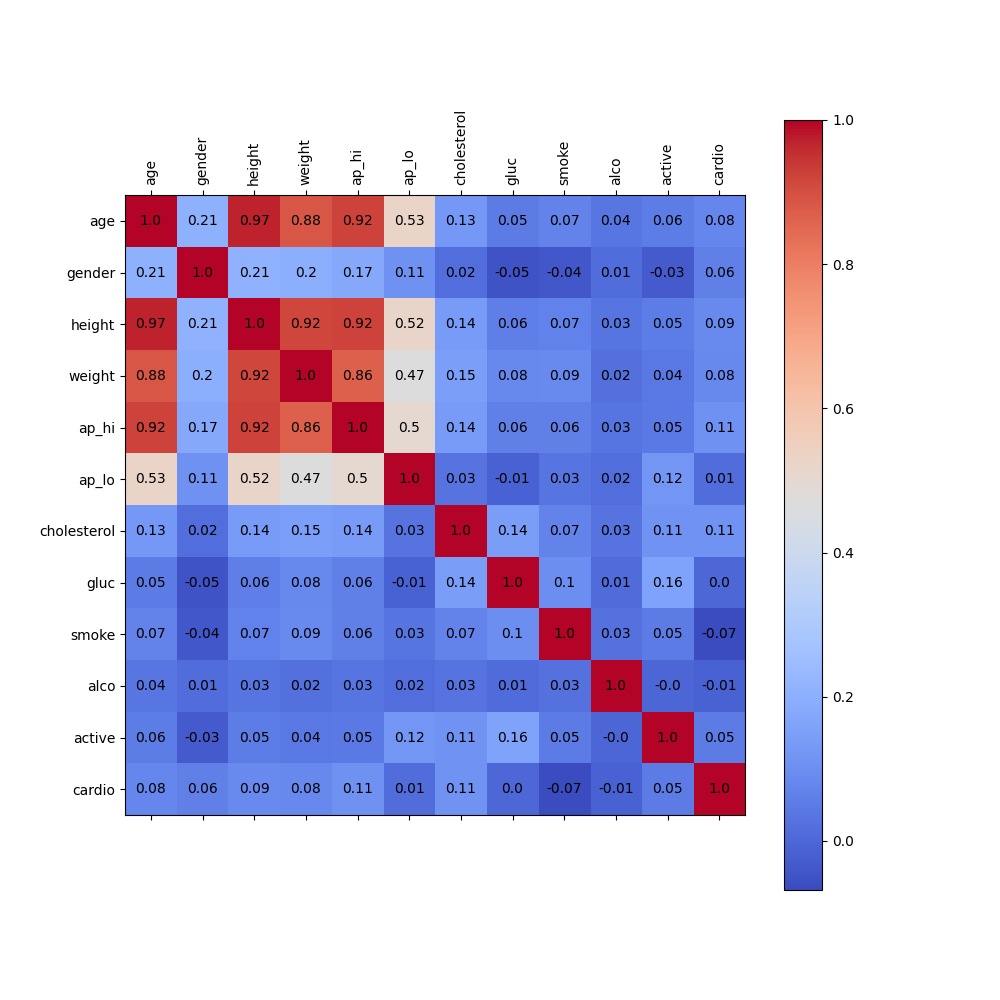 age gender height weight ap_hi ap_lo cholesterol gluc smoke alco active cardio
age 1.0 0.21 0.97 0.88 0.92 0.53 0.13 0.05 0.07 0.04 0.06 0.08
gender 0.21 1.0 0.21 0.2 0.17 0.11 0.02 -0.05 -0.04 0.01 -0.03 0.06
height 0.97 0.21 1.0 0.92 0.92 0.52 0.14 0.06 0.07 0.03 0.05 0.09
weight 0.88 0.2 0.92 1.0 0.86 0.47 0.15 0.08 0.09 0.02 0.04 0.08
ap_hi 0.92 0.17 0.92 0.86 1.0 0.5 0.14 0.06 0.06 0.03 0.05 0.11
ap_lo 0.53 0.11 0.52 0.47 0.5 1.0 0.03 -0.01 0.03 0.02 0.12 0.01
cholesterol 0.13 0.02 0.14 0.15 0.14 0.03 1.0 0.14 0.07 0.03 0.11 0.11
gluc 0.05 -0.05 0.06 0.08 0.06 -0.01 0.14 1.0 0.1 0.01 0.16 0.0
smoke 0.07 -0.04 0.07 0.09 0.06 0.03 0.07 0.1 1.0 0.03 0.05 -0.07
alco 0.04 0.01 0.03 0.02 0.03 0.02 0.03 0.01 0.03 1.0 -0.0 -0.01
active 0.06 -0.03 0.05 0.04 0.05 0.12 0.11 0.16 0.05 -0.0 1.0 0.05
cardio 0.08 0.06 0.09 0.08 0.11 0.01 0.11 0.0 -0.07 -0.01 0.05 1.0
1.0
0.8
0.6
0.4
0.2
0.0